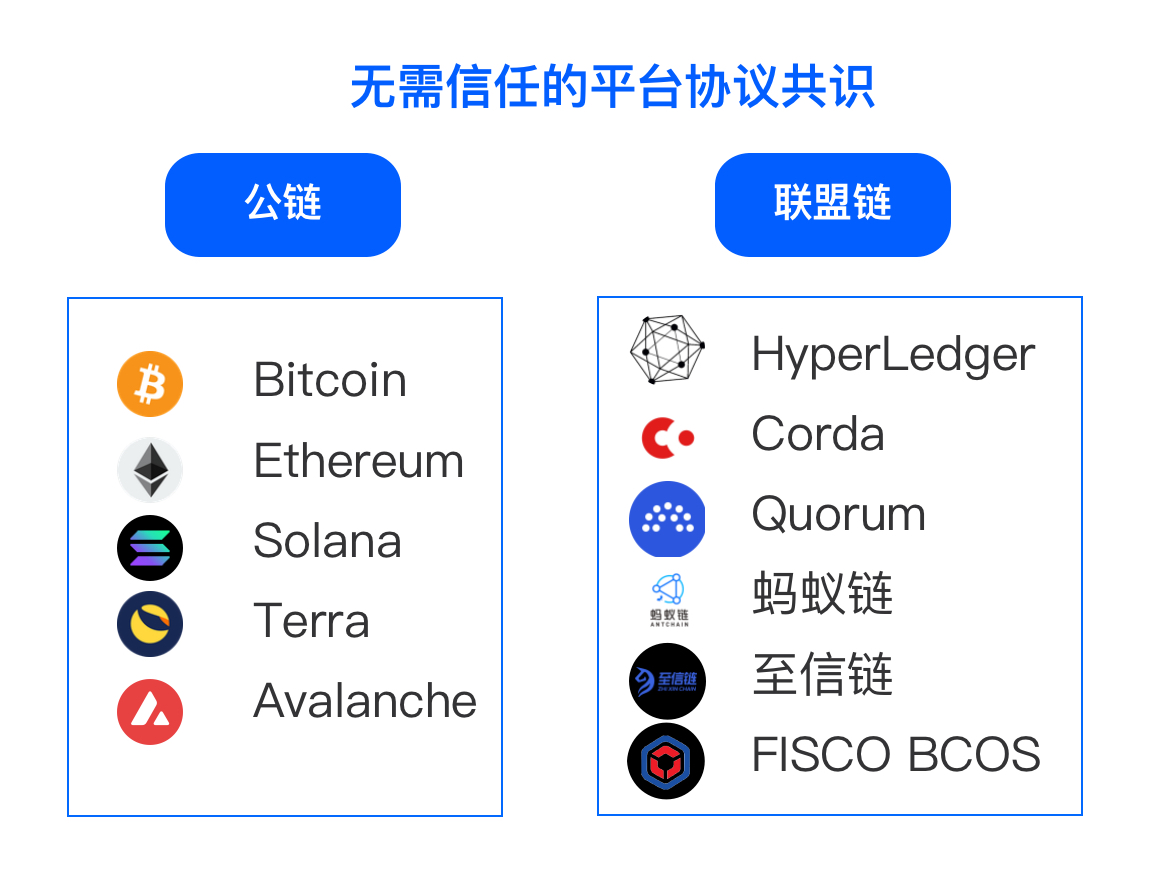 无需信任的平台协议共识
公链
联盟链
Bitcoin
Ethereum
Solana
Terra
Avalanche
HyperLedger
Corda
Quorum
蚂蚁链
ANTCHAIN
蚂蚁链
至信链
ZHI XIN CHAIN
至信链
FISCO BCOS